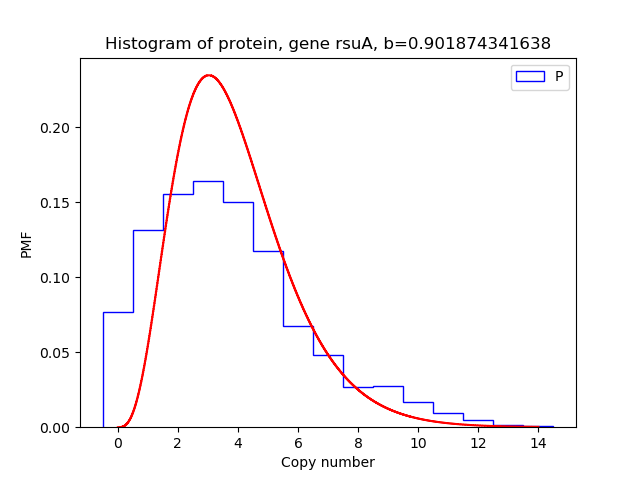 Histogram of protein, gene rsuA, b=0.901874341638
P
0.20
0.15
0.10
0.05
0.00
PMF
0 2 4 6 8 10 12 14
Copy number